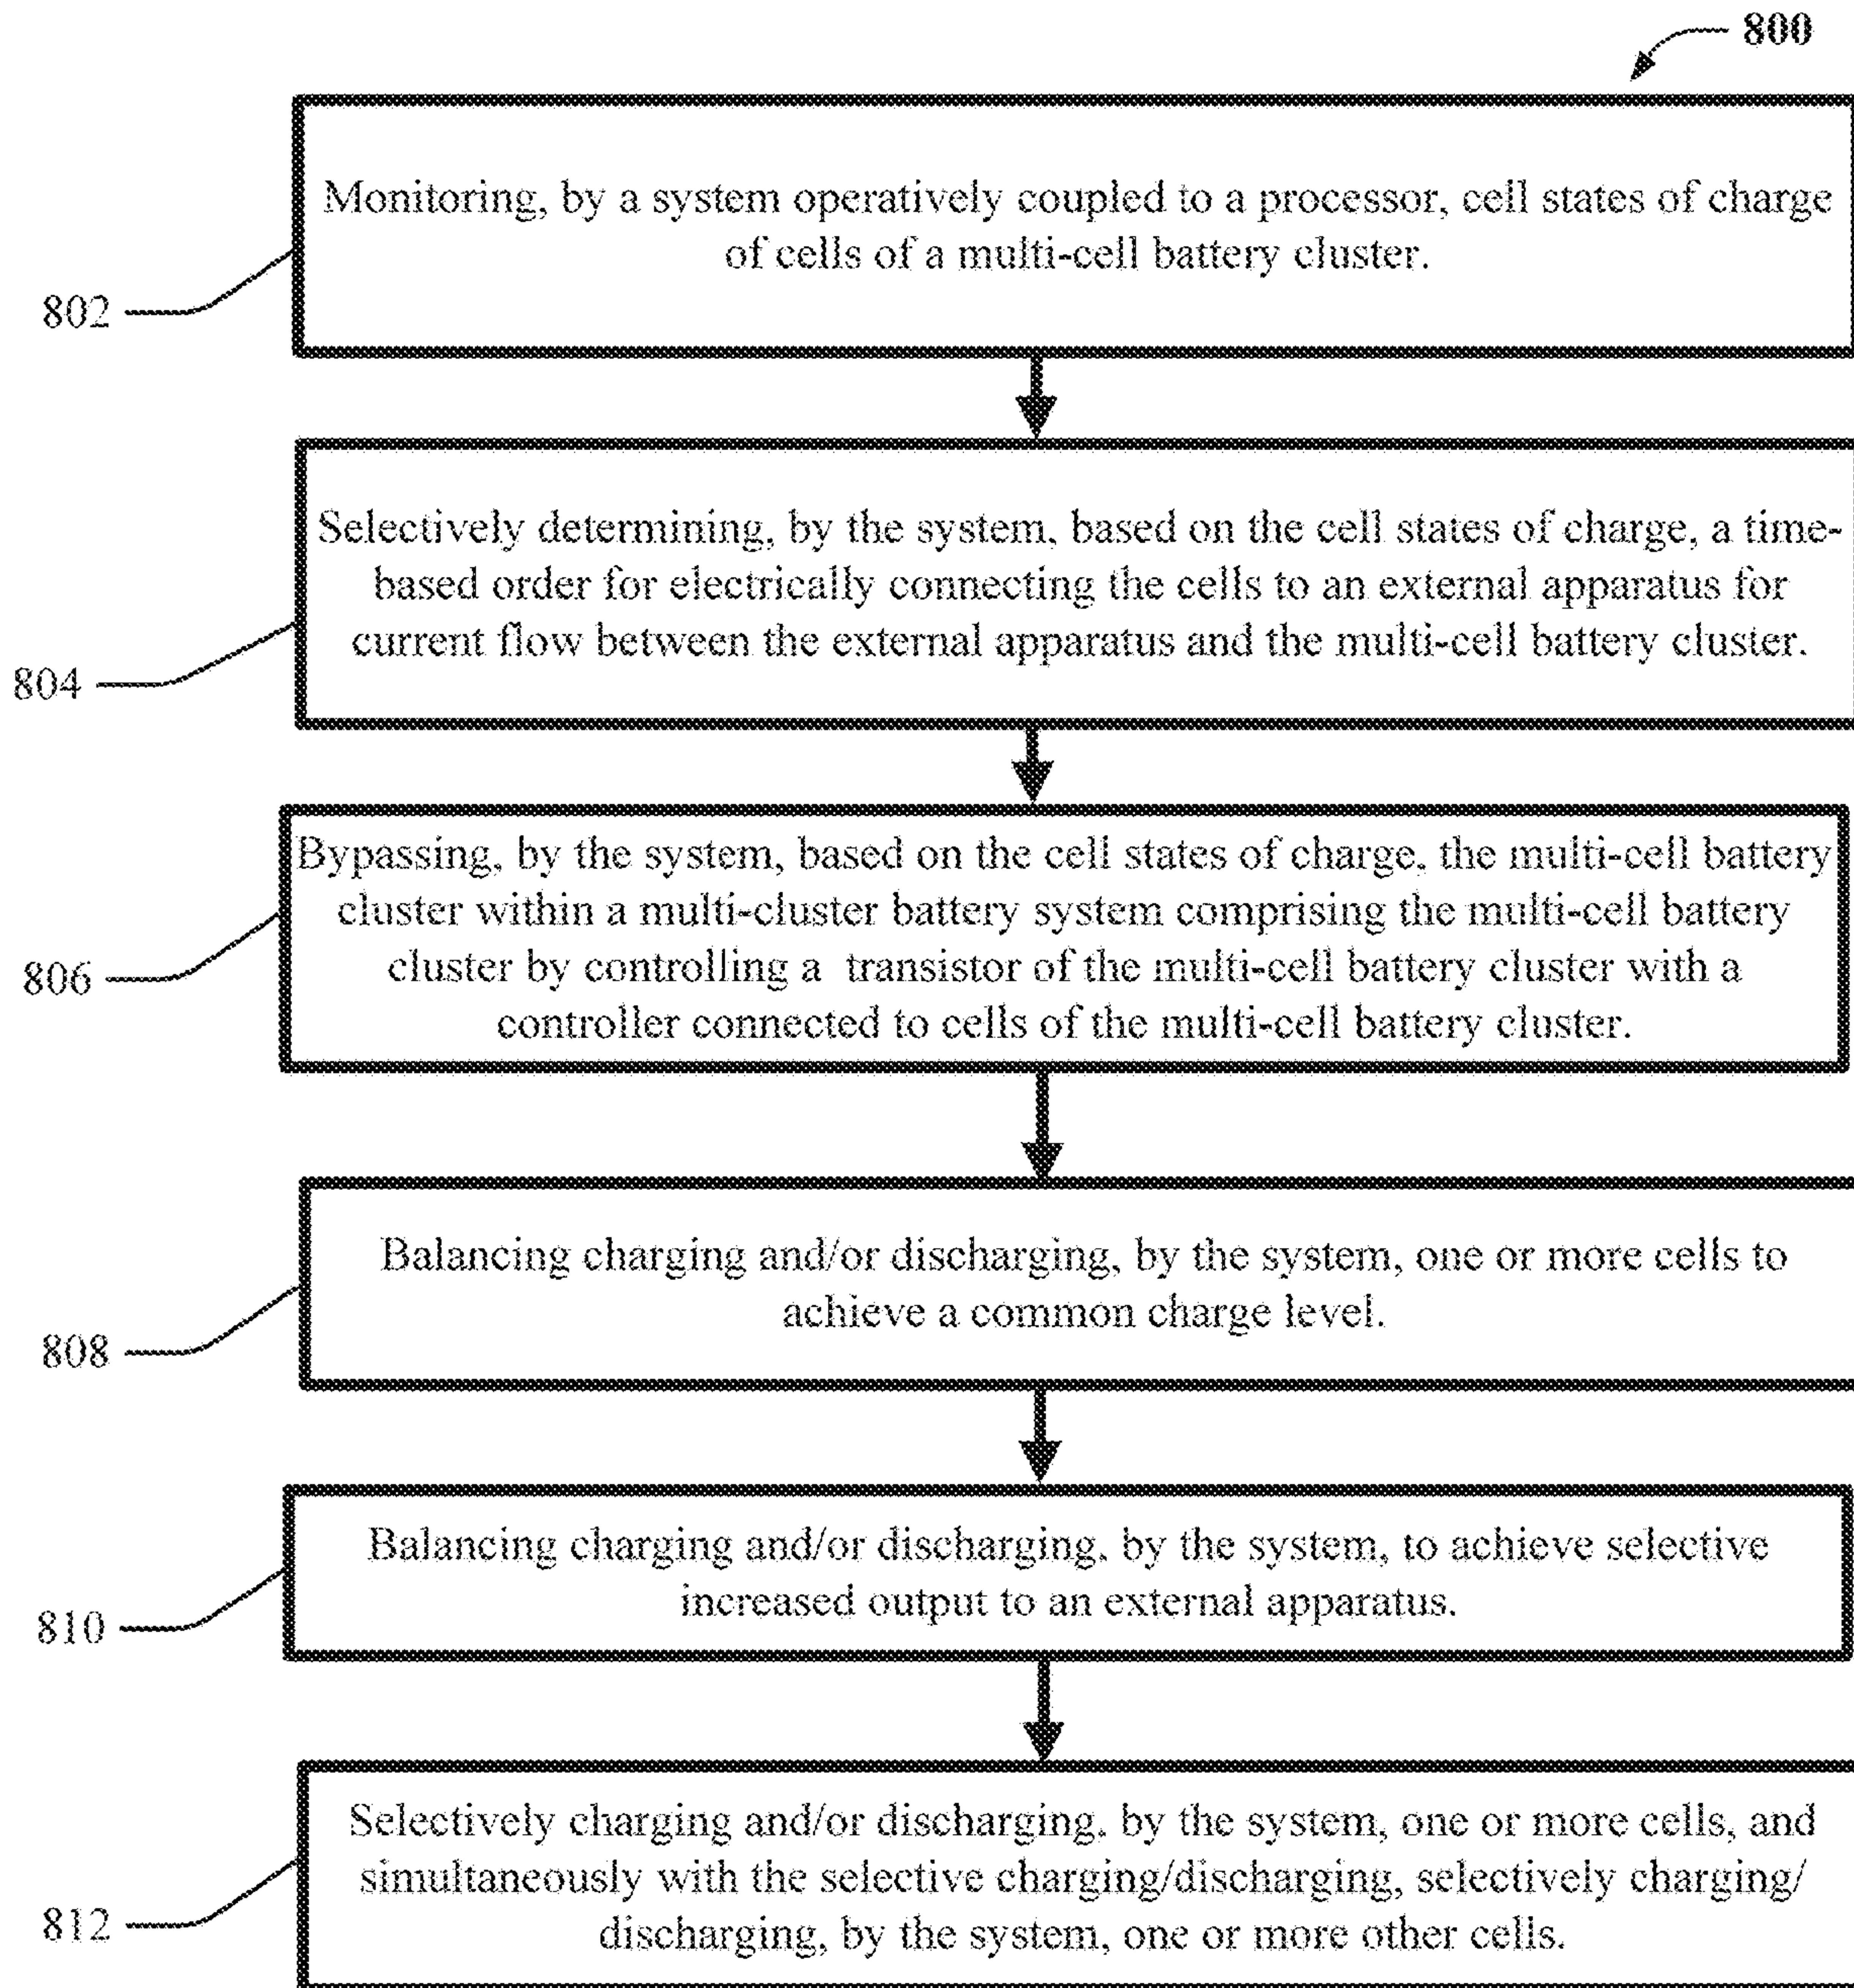 800
Monitoring, by a system operatively coupled to a processor, cell states of charge
of cells of a multi-cell battery cluster.
802
Selectively determining, by the system, based on the cell states of charge, a time-
based order for electrically connecting the cells to an external apparatus for
current flow between the external apparatus and the multi-cell battery cluster.
804
Bypassing, by the system, based on the cell states of charge, the multi-cell battery
cluster within a multi-cluster battery system comprising the multi-cell battery
cluster by controlling a transistor of the multi-cell battery cluster with a
controller connected to cells of the multi-cell battery cluster.
806
Balancing charging and/or discharging, by the system, one or more cells to
achieve a common charge level.
808
Balancing charging and/or discharging, by the system, to achieve selective
increased output to an external apparatus.
810
Selectively charging and/or discharging, by the system, one or more cells, and
simultaneously with the selective charging/discharging, selectively charging/
discharging, by the system, one or more other cells.
812